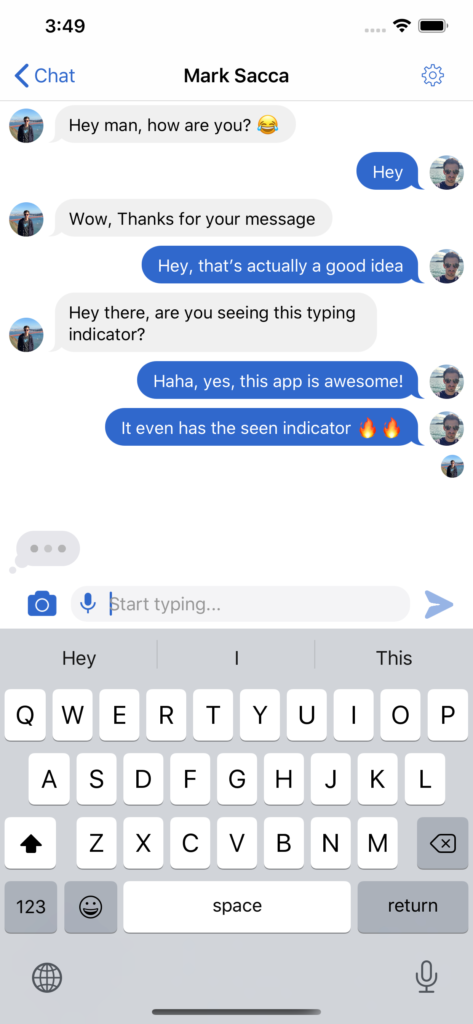 3:49
Chat
Mark Sacca
Hey man, how are you? 😂
Hey
Wow, Thanks for your message
Hey, that's actually a good idea
Hey there, are you seeing this typing
indicator?
Haha, yes, this app is awesome!
It even has the seen indicator 🔥🔥
Start typing...
Hey
I
This
Q W E R T Y U I O P
A S D F G H J K L
Z X C V B N M
123
space
return